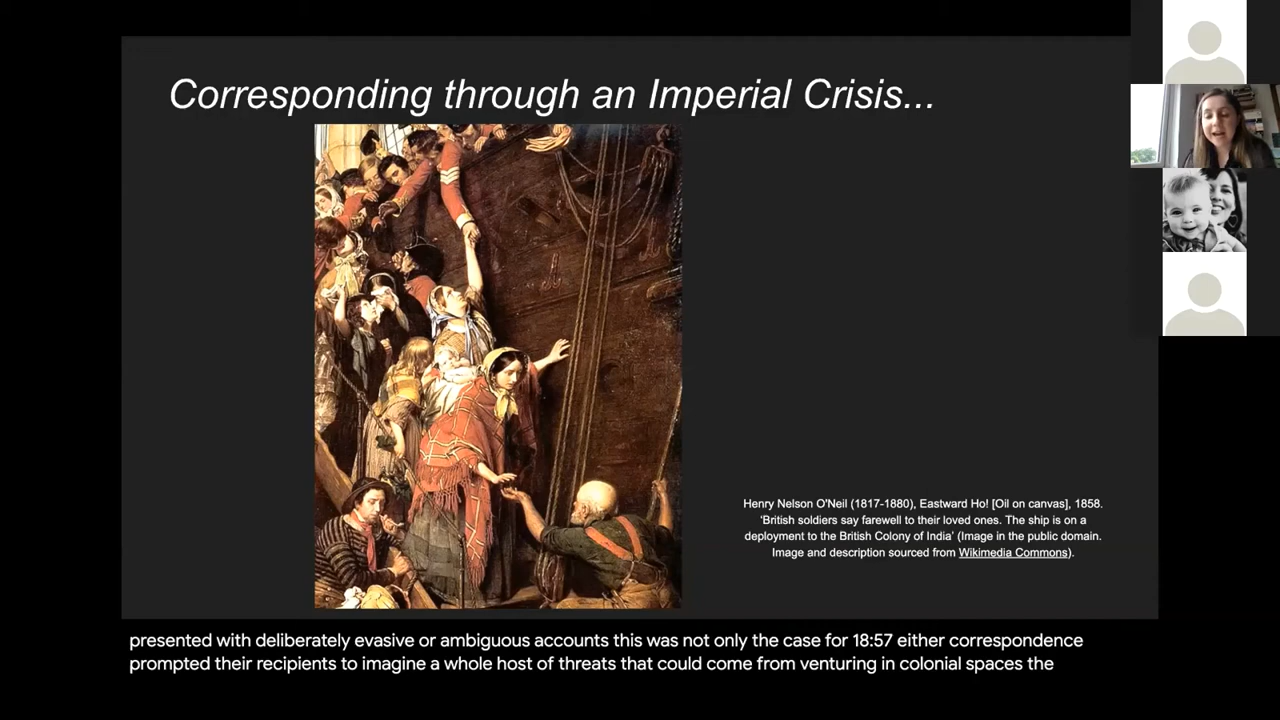 Corresponding through an Imperial Crisis...
Henry Nelson O'Neil (1817-1880), Eastward Ho! [Oil on canvas], 1858.
‘British soldiers say farewell to their loved ones. The ship is on a
deployment to the British Colony of India’ (Image in the public domain.
Image and description sourced from Wikimedia Commons).
presented with deliberately evasive or ambiguous accounts this was not only the case for 18:57 either correspondence
prompted their recipients to imagine a whole host of threats that could come from venturing in colonial spaces the